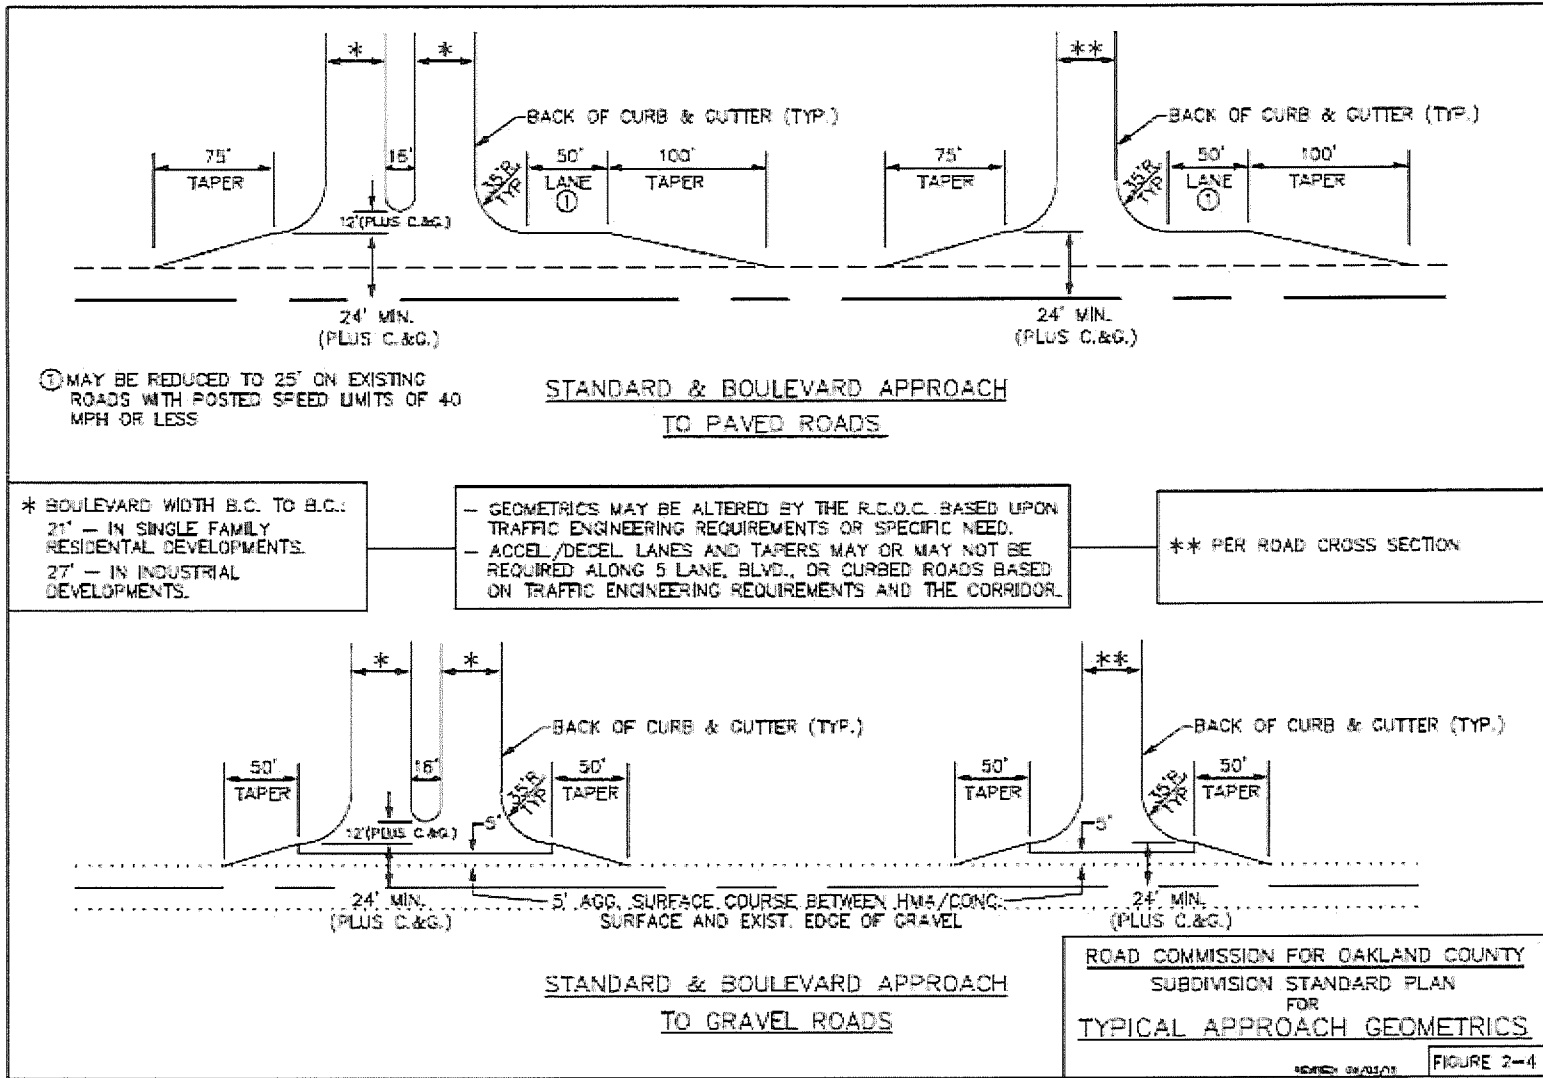 * *
**
BACK OF CURB & GUTTER (TYP.)
BACK OF CURB & GUTTER (TYP.)
75'
TAPER
16'
35'R.
TYP.
50'
LANE
①
100'
TAPER
12'(PLUS C.&G.)
24' MIN.
(PLUS C.&G.)
75'
TAPER
35'R.
TYP.
50'
LANE
①
100'
TAPER
24' MIN.
(PLUS C.&G.)
① MAY BE REDUCED TO 25' ON EXISTING
ROADS WITH POSTED SPEED LIMITS OF 40
MPH OR LESS
STANDARD & BOULEVARD APPROACH
TO PAVED ROADS
* BOULEVARD WIDTH B.C. TO B.C.:
21' — IN SINGLE FAMILY
RESIDENTAL DEVELOPMENTS.
27' — IN INDUSTRIAL
DEVELOPMENTS.
— GEOMETRICS MAY BE ALTERED BY THE R.C.O.C. BASED UPON
TRAFFIC ENGINEERING REQUIREMENTS OR SPECIFIC NEED.
— ACCEL/DECEL LANES AND TAPERS MAY OR MAY NOT BE
REQUIRED ALONG 5 LANE, BLVD., OR CURBED ROADS BASED
ON TRAFFIC ENGINEERING REQUIREMENTS AND THE CORRIDOR.
** PER ROAD CROSS SECTION
* *
**
BACK OF CURB & GUTTER (TYP.)
BACK OF CURB & GUTTER (TYP.)
50'
TAPER
16'
35'R.
TYP.
50'
TAPER
12'(PLUS C.&G.)
5'
24' MIN.
(PLUS C.&G.)
50'
TAPER
35'R.
TYP.
50'
TAPER
5'
24' MIN.
(PLUS C.&G.)
5' AGG. SURFACE COURSE BETWEEN HMA/CONC.
SURFACE AND EXIST. EDGE OF GRAVEL
STANDARD & BOULEVARD APPROACH
TO GRAVEL ROADS
ROAD COMMISSION FOR OAKLAND COUNTY
SUBDIVISION STANDARD PLAN
FOR
TYPICAL APPROACH GEOMETRICS
FIGURE 2-4